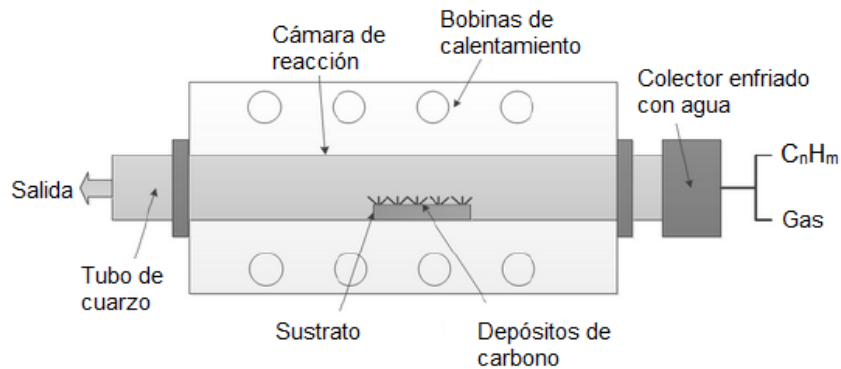 Cámara de
reacción
Bobinas de
calentamiento
Colector enfriado
con agua
CₙHₘ
Salida
Gas
Tubo de
cuarzo
Sustrato
Depósitos de
carbono